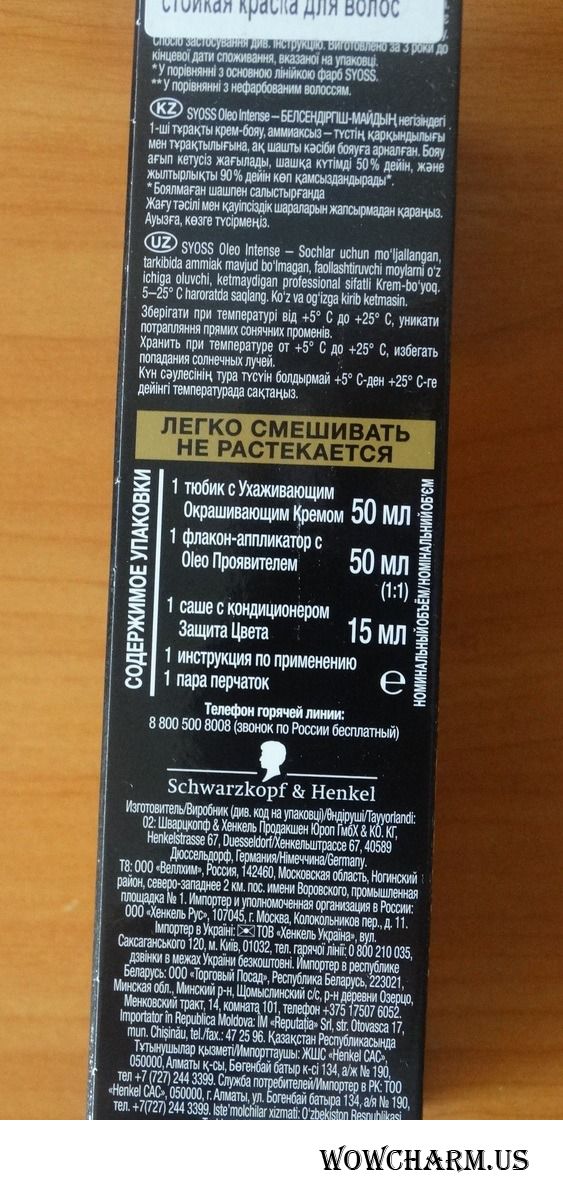 стойкая краска для волос
Спосіб застосування див. інструкцію. Виготовлено за 3 роки до
кінцевої дати споживання, вказаної на упаковці.
* У порівнянні з основною лінійкою фарб SYOSS.
** У порівнянні з нефарбованим волоссям.
KZ SYOSS Oleo Intense – БЕЛСЕНДІРГІШ-МАЙДЫҢ негізіндегі
1-ші тұрақты крем-бояу, аммиаксыз – түстің қарқындылығы
мен тұрақтылығына, ақ шашты кәсіби бояуға арналған. Бояу
ағып кетусіз жағылады, шашқа күтімді 50 % дейін, және
жылтырлықты 90 % дейін көп қамсыздандырады*.
* Боялмаған шашпен салыстырғанда
Жағу тәсілі мен қауіпсіздік шараларын жапсырмадан қараңыз.
Ауызға, көзге түсірмеңіз.
UZ SYOSS Oleo Intense – Sochlar uchun mo'ljallangan,
tarkibida ammiak mavjud bo'lmagan, faollashtiruvchi moylarni o'z
ichiga oluvchi, ketmaydigan professional sifatli Krem-bo'yoq.
5–25° C haroratda saqlang. Ko'z va og'izga kirib ketmasin.
Зберігати при температурі від +5° C до +25° C, уникати
потрапляння прямих сонячних променів.
Хранить при температуре от +5° C до +25° C, избегать
попадания солнечных лучей.
Күн сәулесінің тура түсуін болдырмай +5° C-ден +25° C-ге
дейінгі температурада сақтаңыз.
ЛЕГКО СМЕШИВАТЬ
НЕ РАСТЕКАЕТСЯ
СОДЕРЖИМОЕ УПАКОВКИ
1 тюбик с Ухаживающим
Окрашивающим Кремом 50 мл
1 флакон-аппликатор с
Oleo Проявителем 50 мл
(1:1)
1 саше с кондиционером
Защита Цвета 15 мл
1 инструкция по применению
1 пара перчаток e
НОМИНАЛЬНЫЙ ОБЪЁМ/НОМІНАЛЬНИЙ ОБ'ЄМ
Телефон горячей линии:
8 800 500 8008 (звонок по России бесплатный)
Schwarzkopf & Henkel
Изготовитель/Виробник (див. код на упаковці)/Өндіруші/Tayyorlandi:
02: Шварцкопф & Хенкель Продакшен Юроп ГмбХ & КО. КГ,
Henkelstrasse 67, Duesseldorf/Хенкельштрассе 67, 40589
Дюссельдорф, Германия/Німеччина/Germany.
T8: ООО «Веллхим», Россия, 142460, Московская область, Ногинский
район, северо-западнее 2 км. пос. имени Воровского, промышленная
площадка № 1. Импортер и уполномоченная организация в России:
ООО «Хенкель Рус», 107045, г. Москва, Колокольников пер., д. 11.
Імпортер в Україні: ТОВ «Хенкель Україна», вул.
Саксаганського 120, м. Київ, 01032, тел. гарячої лінії: 0 800 210 035,
дзвінки в межах України безкоштовні. Импортер в республике
Беларусь: ООО «Торговый Посад», Республика Беларусь, 223021,
Минская обл., Минский р-н, Щомыслинский с/с, р-н деревни Озерцо,
Менковский тракт, 14, комната 101, телефон +375 17507 6052.
Importator în Republica Moldova: ÎM «Reputația» Srl, str. Otovasca 17,
mun. Chișinău, tel./fax.: 47 25 96. Қазақстан Республикасында
Тұтынушылар қызметі/Импорттаушы: ЖШС «Henkel САС»,
050000, Алматы қ-сы, Бөгенбай батыр к-сі 134, а/ж № 190,
тел +7 (727) 244 3399. Служба потребителей/Импортер в РК: ТОО
«Henkel САС», 050000, г. Алматы, ул. Богенбай батыра 134, а/я № 190,
тел. +7(727) 244 3399. Iste'molchilar xizmati: O'zbekiston Respublikasi
WOWCHARM.US